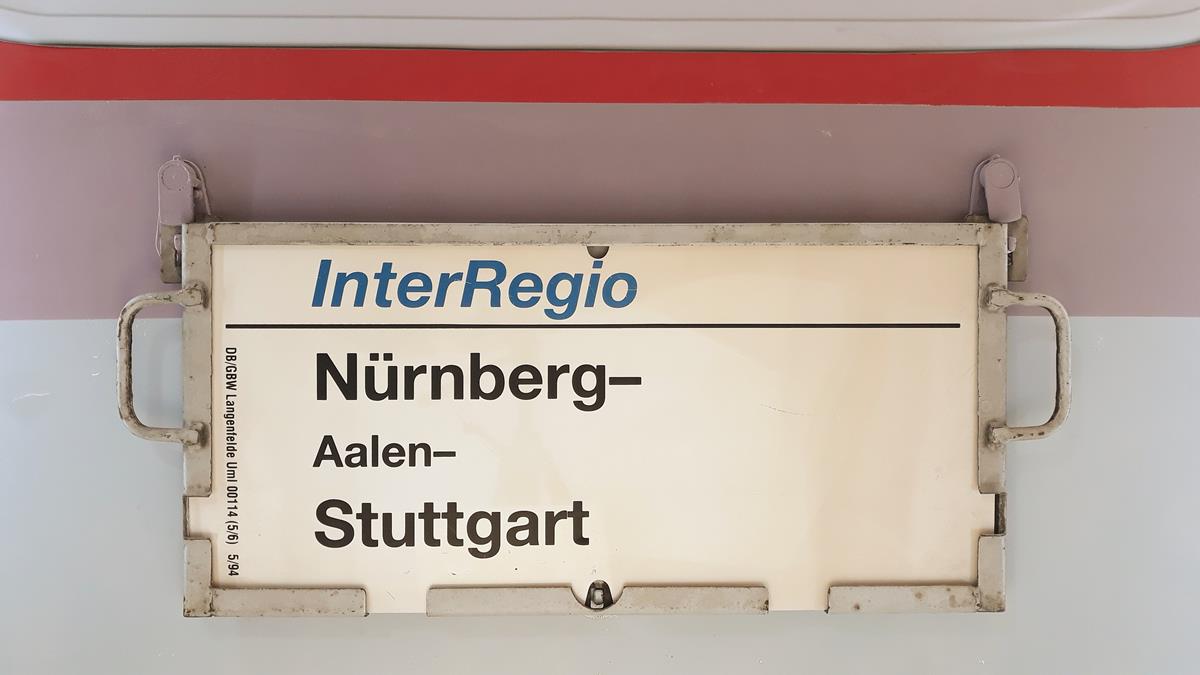 InterRegio
Nürnberg–
Aalen–
Stuttgart
DB/GBW Langenfelde Uml 00114 (5/6) 5/94